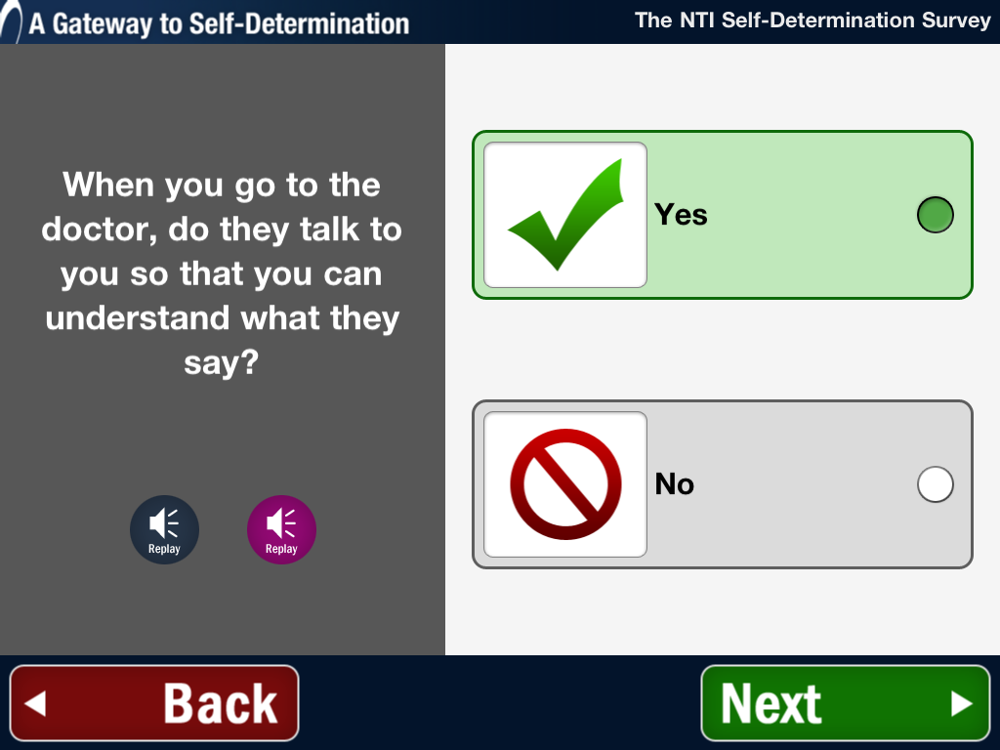 A Gateway to Self-Determination
The NTI Self-Determination Survey
When you go to the
doctor, do they talk to
you so that you can
understand what they
say?
Replay
Replay
Yes
No
Back
Next